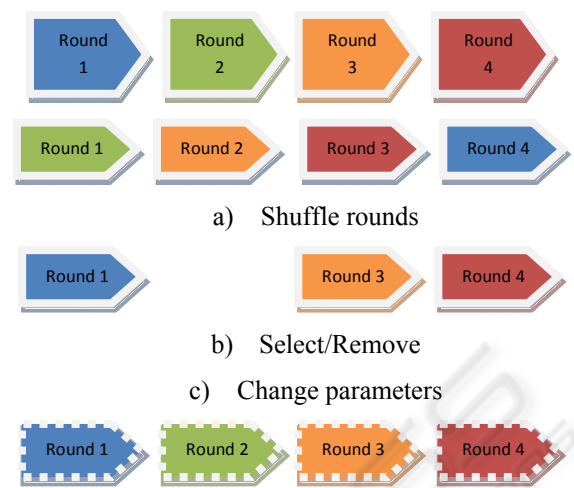 Round Round Round Round
1 2 3 4
Round 1 Round 2 Round 3 Round 4
a) Shuffle rounds
Round 1 Round 3 Round 4
b) Select/Remove
c) Change parameters
Round 1 Round 2 Round 3 Round 4